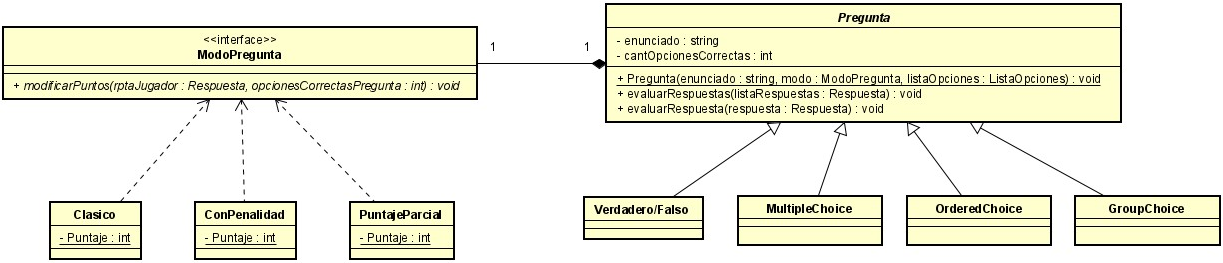 <<interface>>
ModoPregunta
+ modificarPuntos(rptaJugador : Respuesta, opcionesCorrectasPregunta : int) : void
1
1
Pregunta
- enunciado : string
- cantOpcionesCorrectas : int
+ Pregunta(enunciado : string, modo : ModoPregunta, listaOpciones : ListaOpciones) : void
+ evaluarRespuestas(listaRespuestas : Respuesta) : void
+ evaluarRespuesta(respuesta : Respuesta) : void
Clasico
- Puntaje : int
ConPenalidad
- Puntaje : int
PuntajeParcial
- Puntaje : int
Verdadero/Falso
MultipleChoice
OrderedChoice
GroupChoice